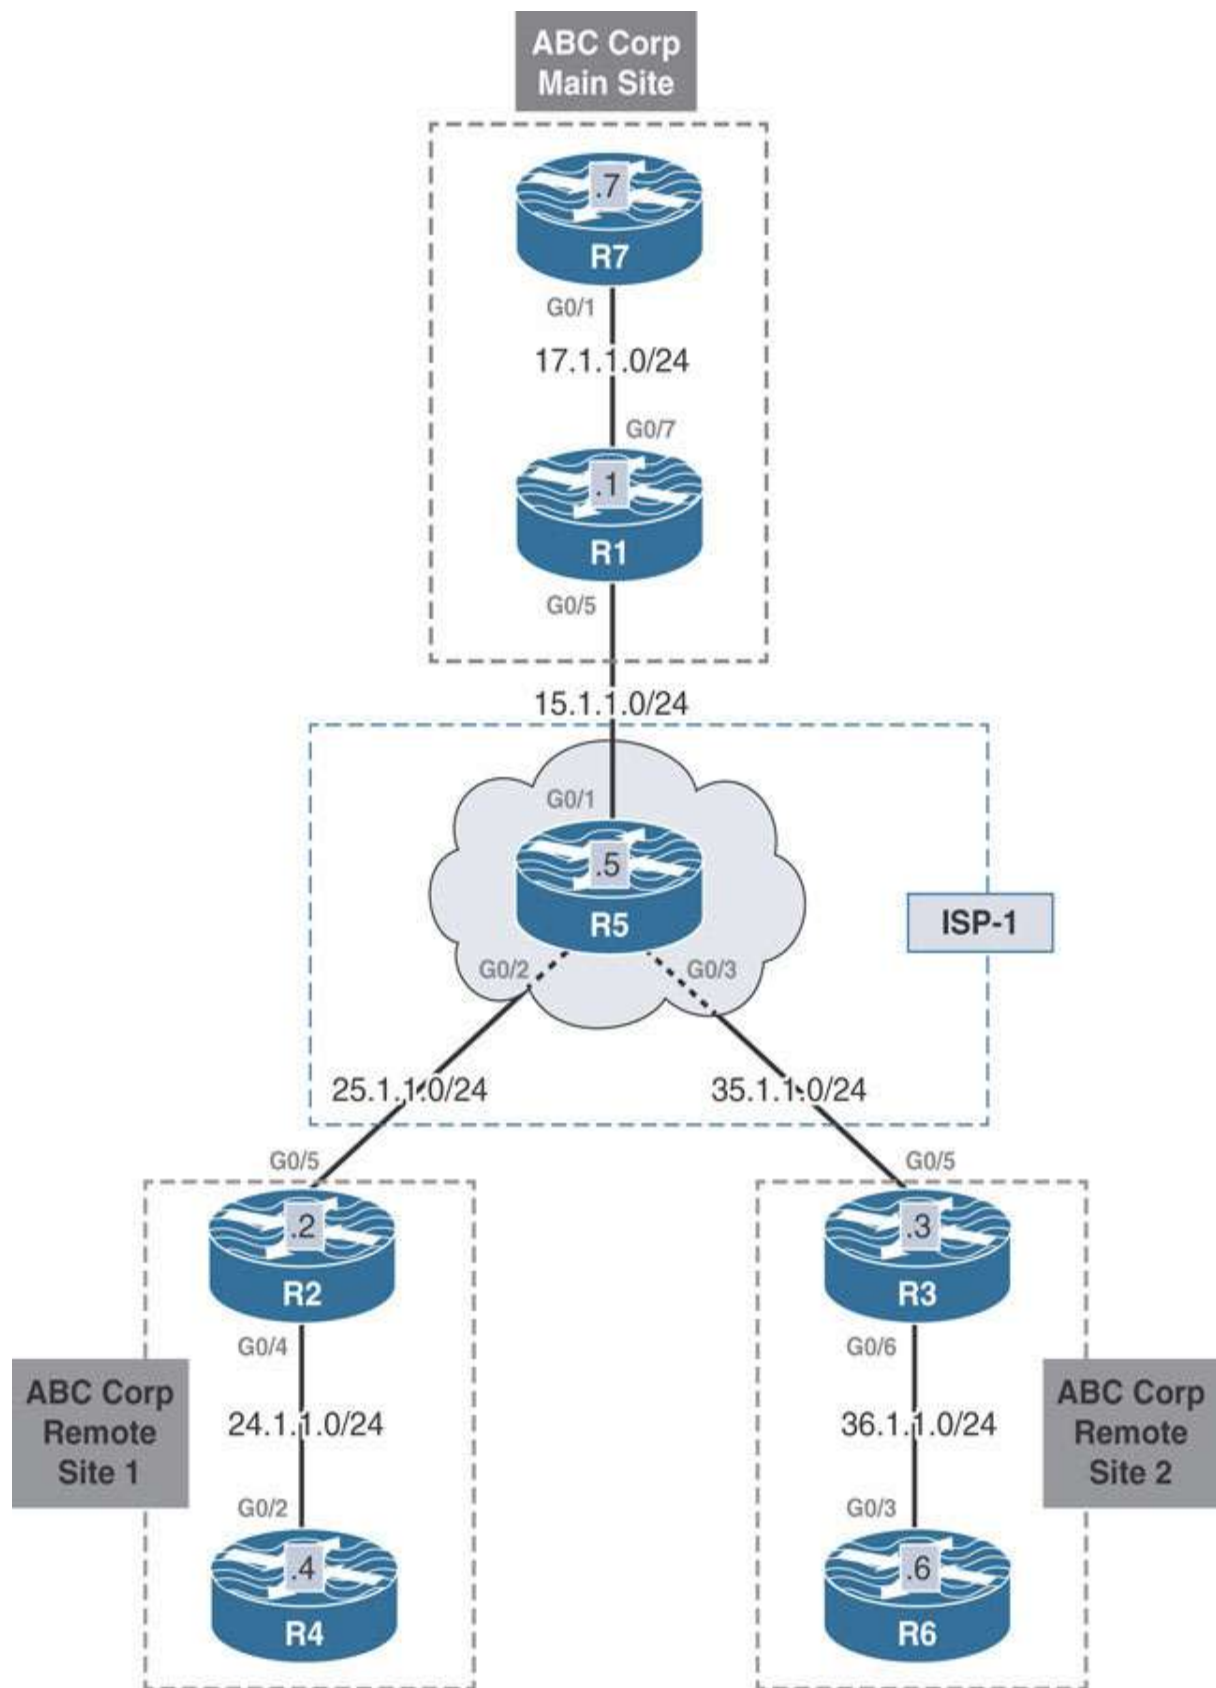 ABC Corp
Main Site
.7
R7
G0/1
17.1.1.0/24
G0/7
.1
R1
G0/5
15.1.1.0/24
G0/1
.5
R5
ISP-1
G0/2
G0/3
25.1.1.0/24
35.1.1.0/24
G0/5
G0/5
.2
R2
.3
R3
G0/4
G0/6
ABC Corp
Remote
Site 1
24.1.1.0/24
36.1.1.0/24
ABC Corp
Remote
Site 2
G0/2
G0/3
.4
R4
.6
R6